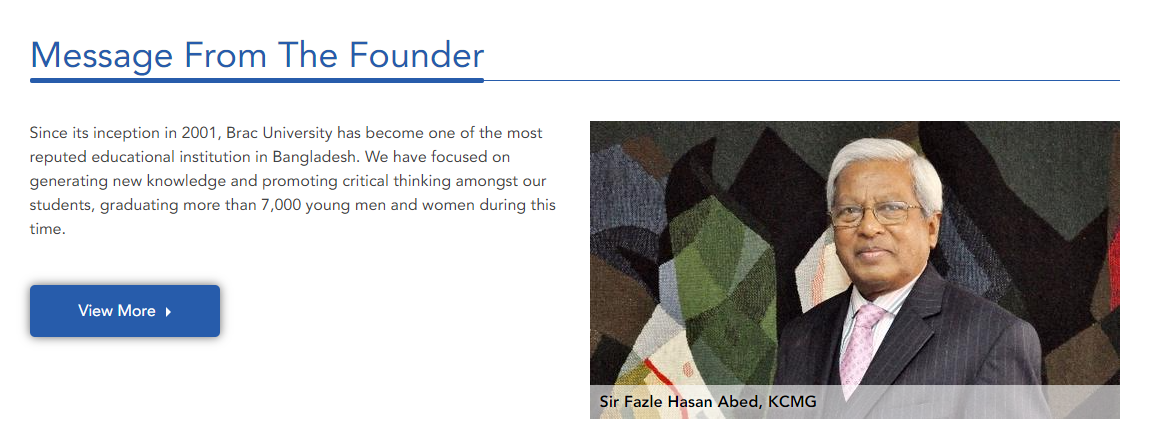 Message From The Founder
Since its inception in 2001, Brac University has become one of the most
reputed educational institution in Bangladesh. We have focused on
generating new knowledge and promoting critical thinking amongst our
students, graduating more than 7,000 young men and women during this
time.
View More
Sir Fazle Hasan Abed, KCMG